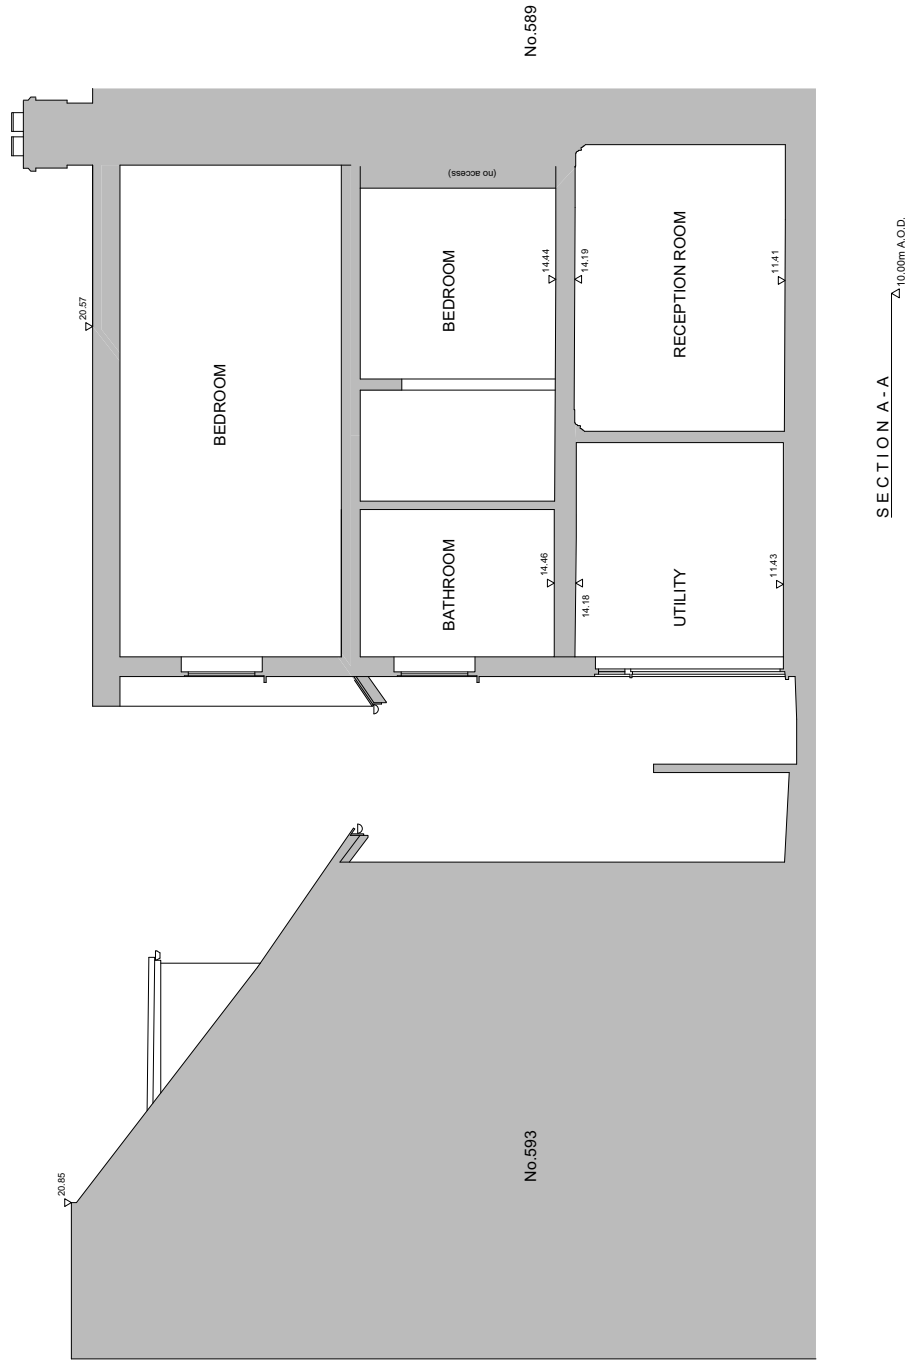 No.589
(no access)
20.57
BEDROOM
BEDROOM
14.44
14.19
RECEPTION ROOM
11.41
BATHROOM
14.46
14.18
UTILITY
11.43
No.593
20.85
SECTION A-A
10.00m A.O.D.